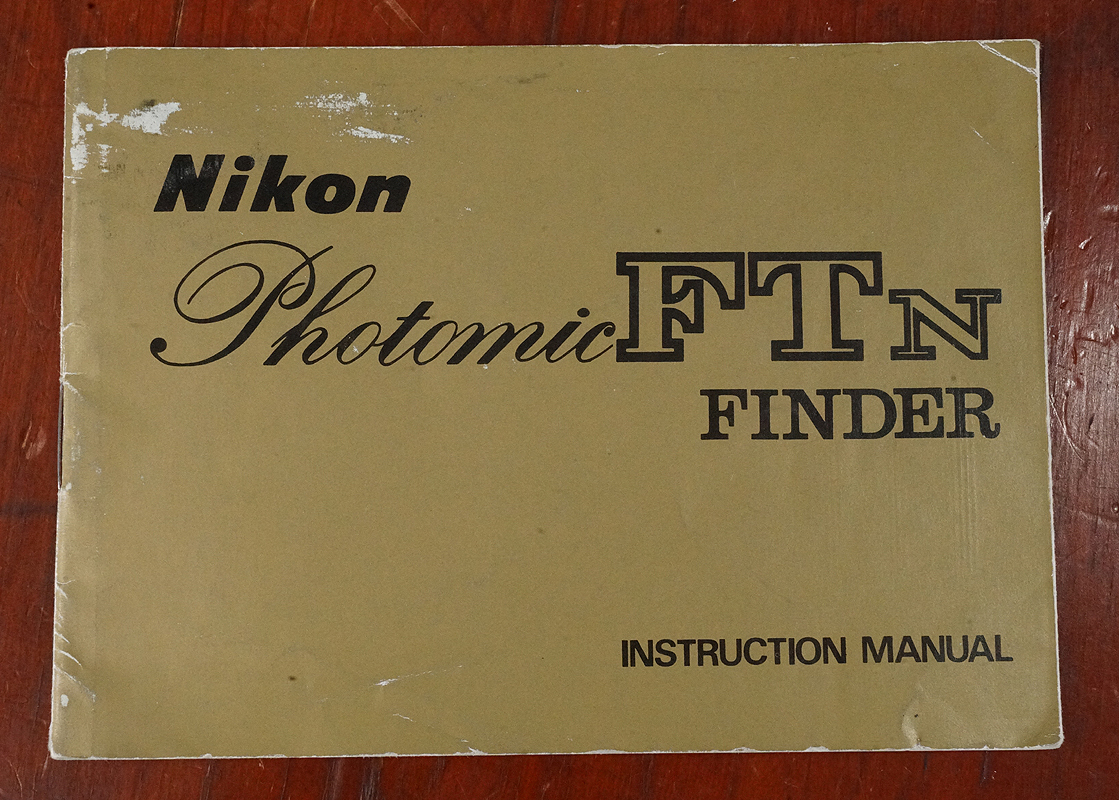 Nikon
Photomic FTN
FINDER
INSTRUCTION MANUAL